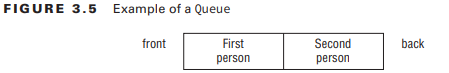 FIGURE 3.5 Example of a Queue
front First person Second person back